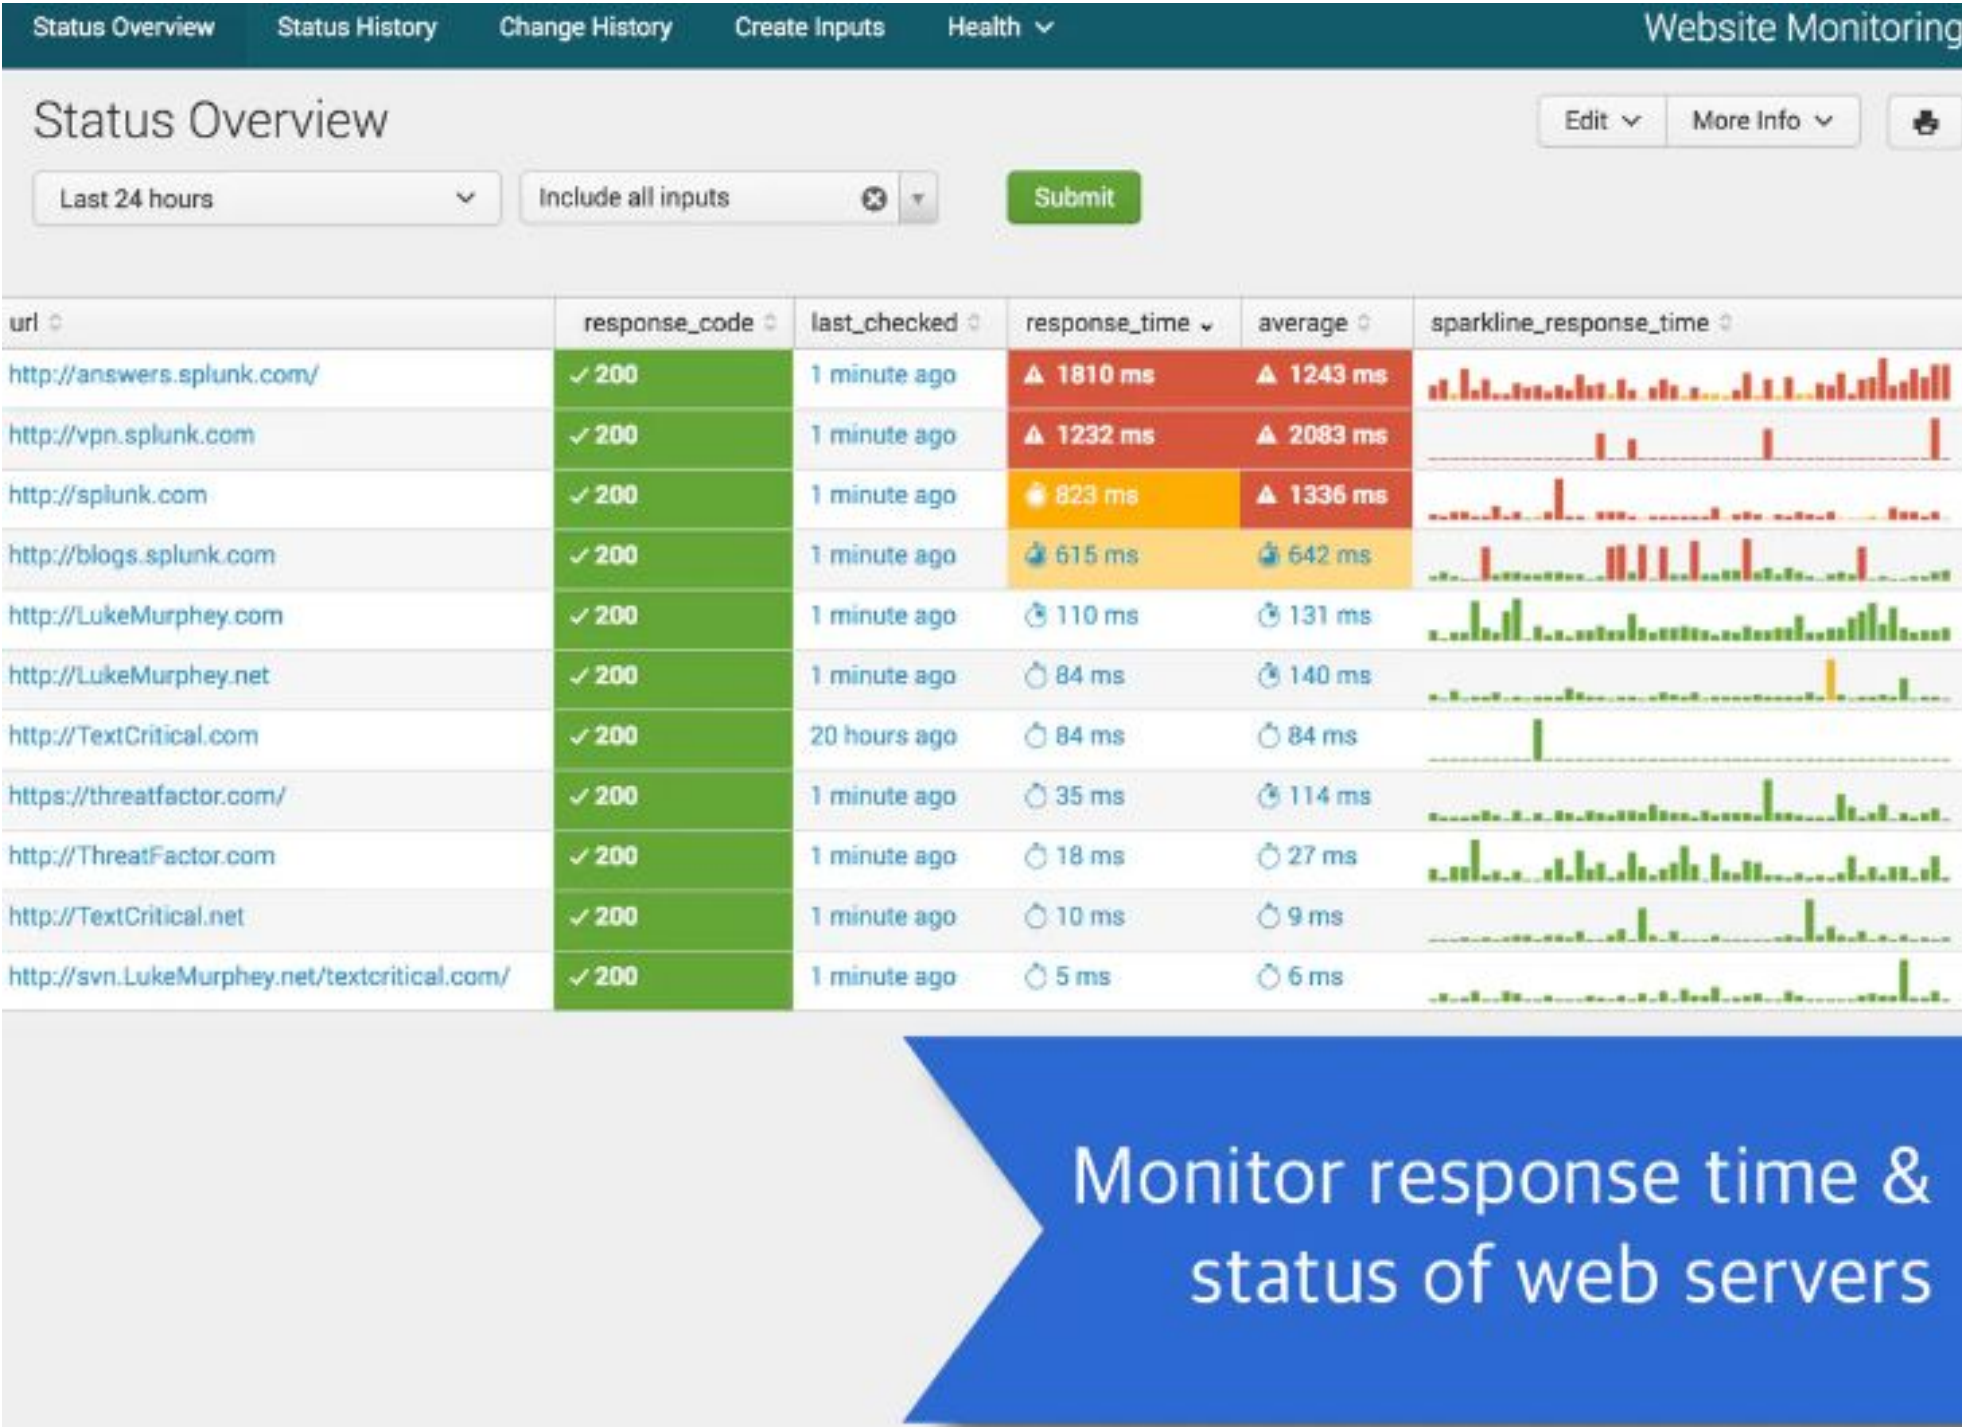 Status Overview Status History Change History Create Inputs Health Website Monitoring
Status Overview Edit More Info
Last 24 hours Include all inputs Submit
url response_code last_checked response_time average sparkline_response_time
http://answers.splunk.com/ 200 1 minute ago 1810 ms 1243 ms
http://vpn.splunk.com 200 1 minute ago 1232 ms 2083 ms
http://splunk.com 200 1 minute ago 823 ms 1336 ms
http://blogs.splunk.com 200 1 minute ago 615 ms 642 ms
http://LukeMurphey.com 200 1 minute ago 110 ms 131 ms
http://LukeMurphey.net 200 1 minute ago 84 ms 140 ms
http://TextCritical.com 200 20 hours ago 84 ms 84 ms
https://threatfactor.com/ 200 1 minute ago 35 ms 114 ms
http://ThreatFactor.com 200 1 minute ago 18 ms 27 ms
http://TextCritical.net 200 1 minute ago 10 ms 9 ms
http://svn.LukeMurphey.net/textcritical.com/ 200 1 minute ago 5 ms 6 ms
Monitor response time &
status of web servers